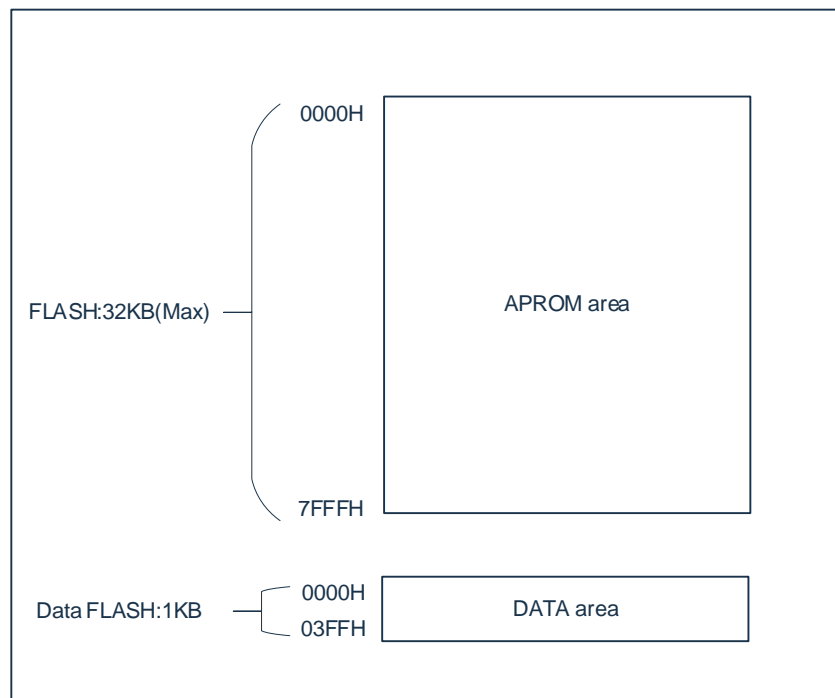 0000H
FLASH:32KB(Max)
APROM area
7FFFH
Data FLASH:1KB
0000H
DATA area
03FFH